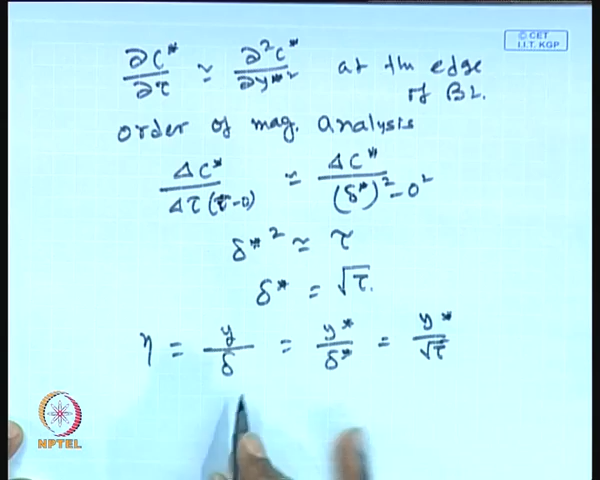 © CET
I.I.T. KGP
∂C*/∂τ ≃ ∂²C*/∂y*² at the edge
of BL.
order of mag. analysis
ΔC*/Δτ(τ-0) ≃ ΔC*/(δ*)²-0²
δ*² ≃ τ
δ* = √τ.
η = y/δ = y*/δ* = y*/√τ
NPTEL